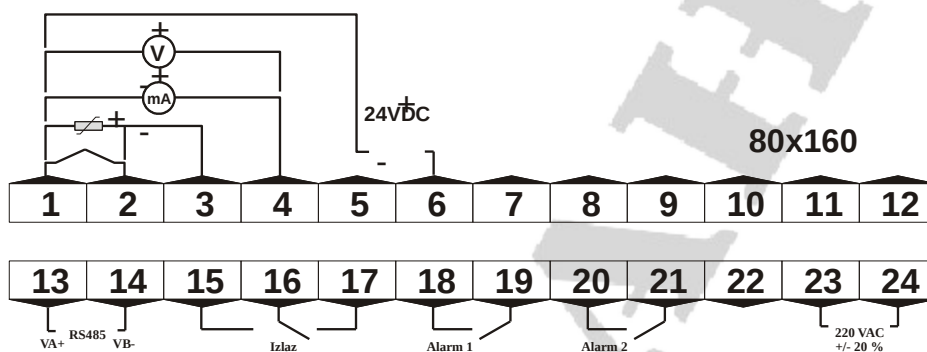 +
V
+
-
mA
+
24VDC
+
-
-
80x160
1 2 3 4 5 6 7 8 9 10 11 12
13 14 15 16 17 18 19 20 21 22 23 24
VA+ RS485 VB-
Izlaz
Alarm 1
Alarm 2
220 VAC
+/- 20 %